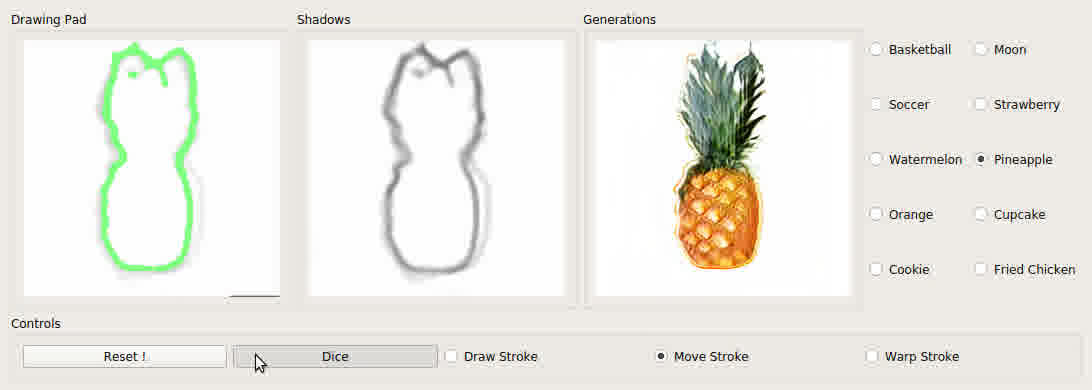 Drawing Pad Shadows Generations
Basketball Moon
Soccer Strawberry
Watermelon Pineapple
Orange Cupcake
Cookie Fried Chicken
Controls
Reset ! Dice Draw Stroke Move Stroke Warp Stroke